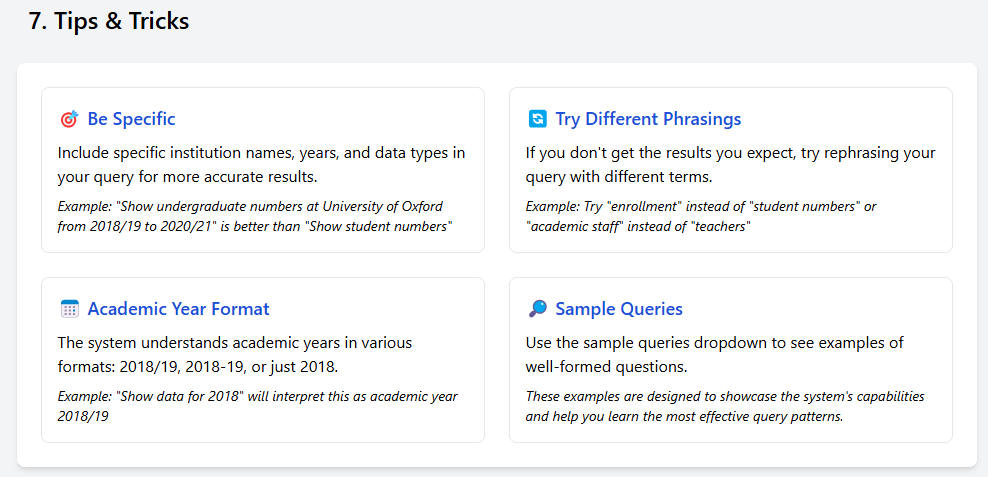 7. Tips & Tricks
Be Specific
Include specific institution names, years, and data types in
your query for more accurate results.
Example: "Show undergraduate numbers at University of Oxford
from 2018/19 to 2020/21" is better than "Show student numbers"
Try Different Phrasings
If you don't get the results you expect, try rephrasing your
query with different terms.
Example: Try "enrollment" instead of "student numbers" or
"academic staff" instead of "teachers"
Academic Year Format
The system understands academic years in various
formats: 2018/19, 2018-19, or just 2018.
Example: "Show data for 2018" will interpret this as academic year
2018/19
Sample Queries
Use the sample queries dropdown to see examples of
well-formed questions.
These examples are designed to showcase the system's capabilities
and help you learn the most effective query patterns.